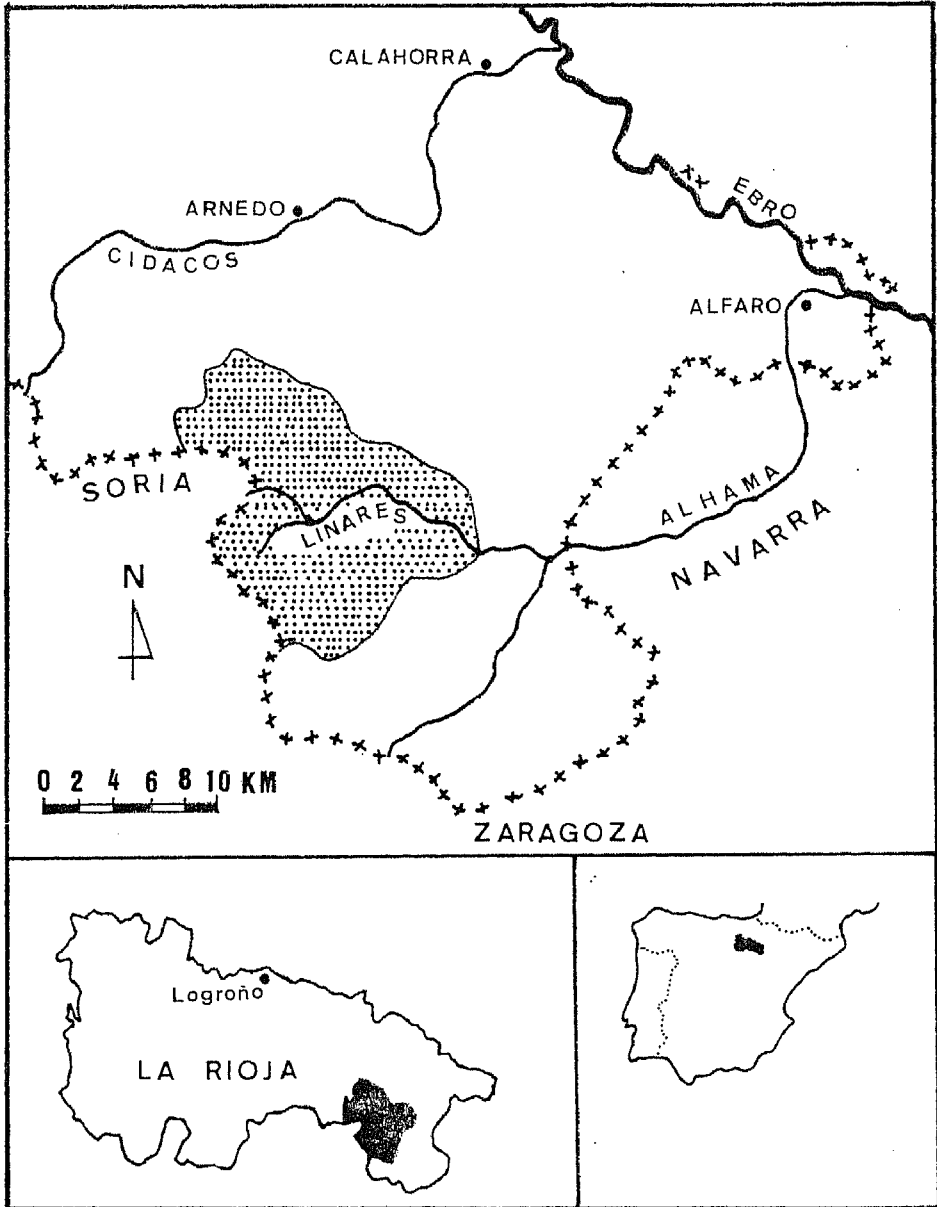 CALAHORRA
ARNEDO
EBRO
CIDACOS
ALFARO
SORIA
LINARES
ALHAMA
NAVARRA
N
0 2 4 6 8 10 KM
ZARAGOZA
Logroño
LA RIOJA